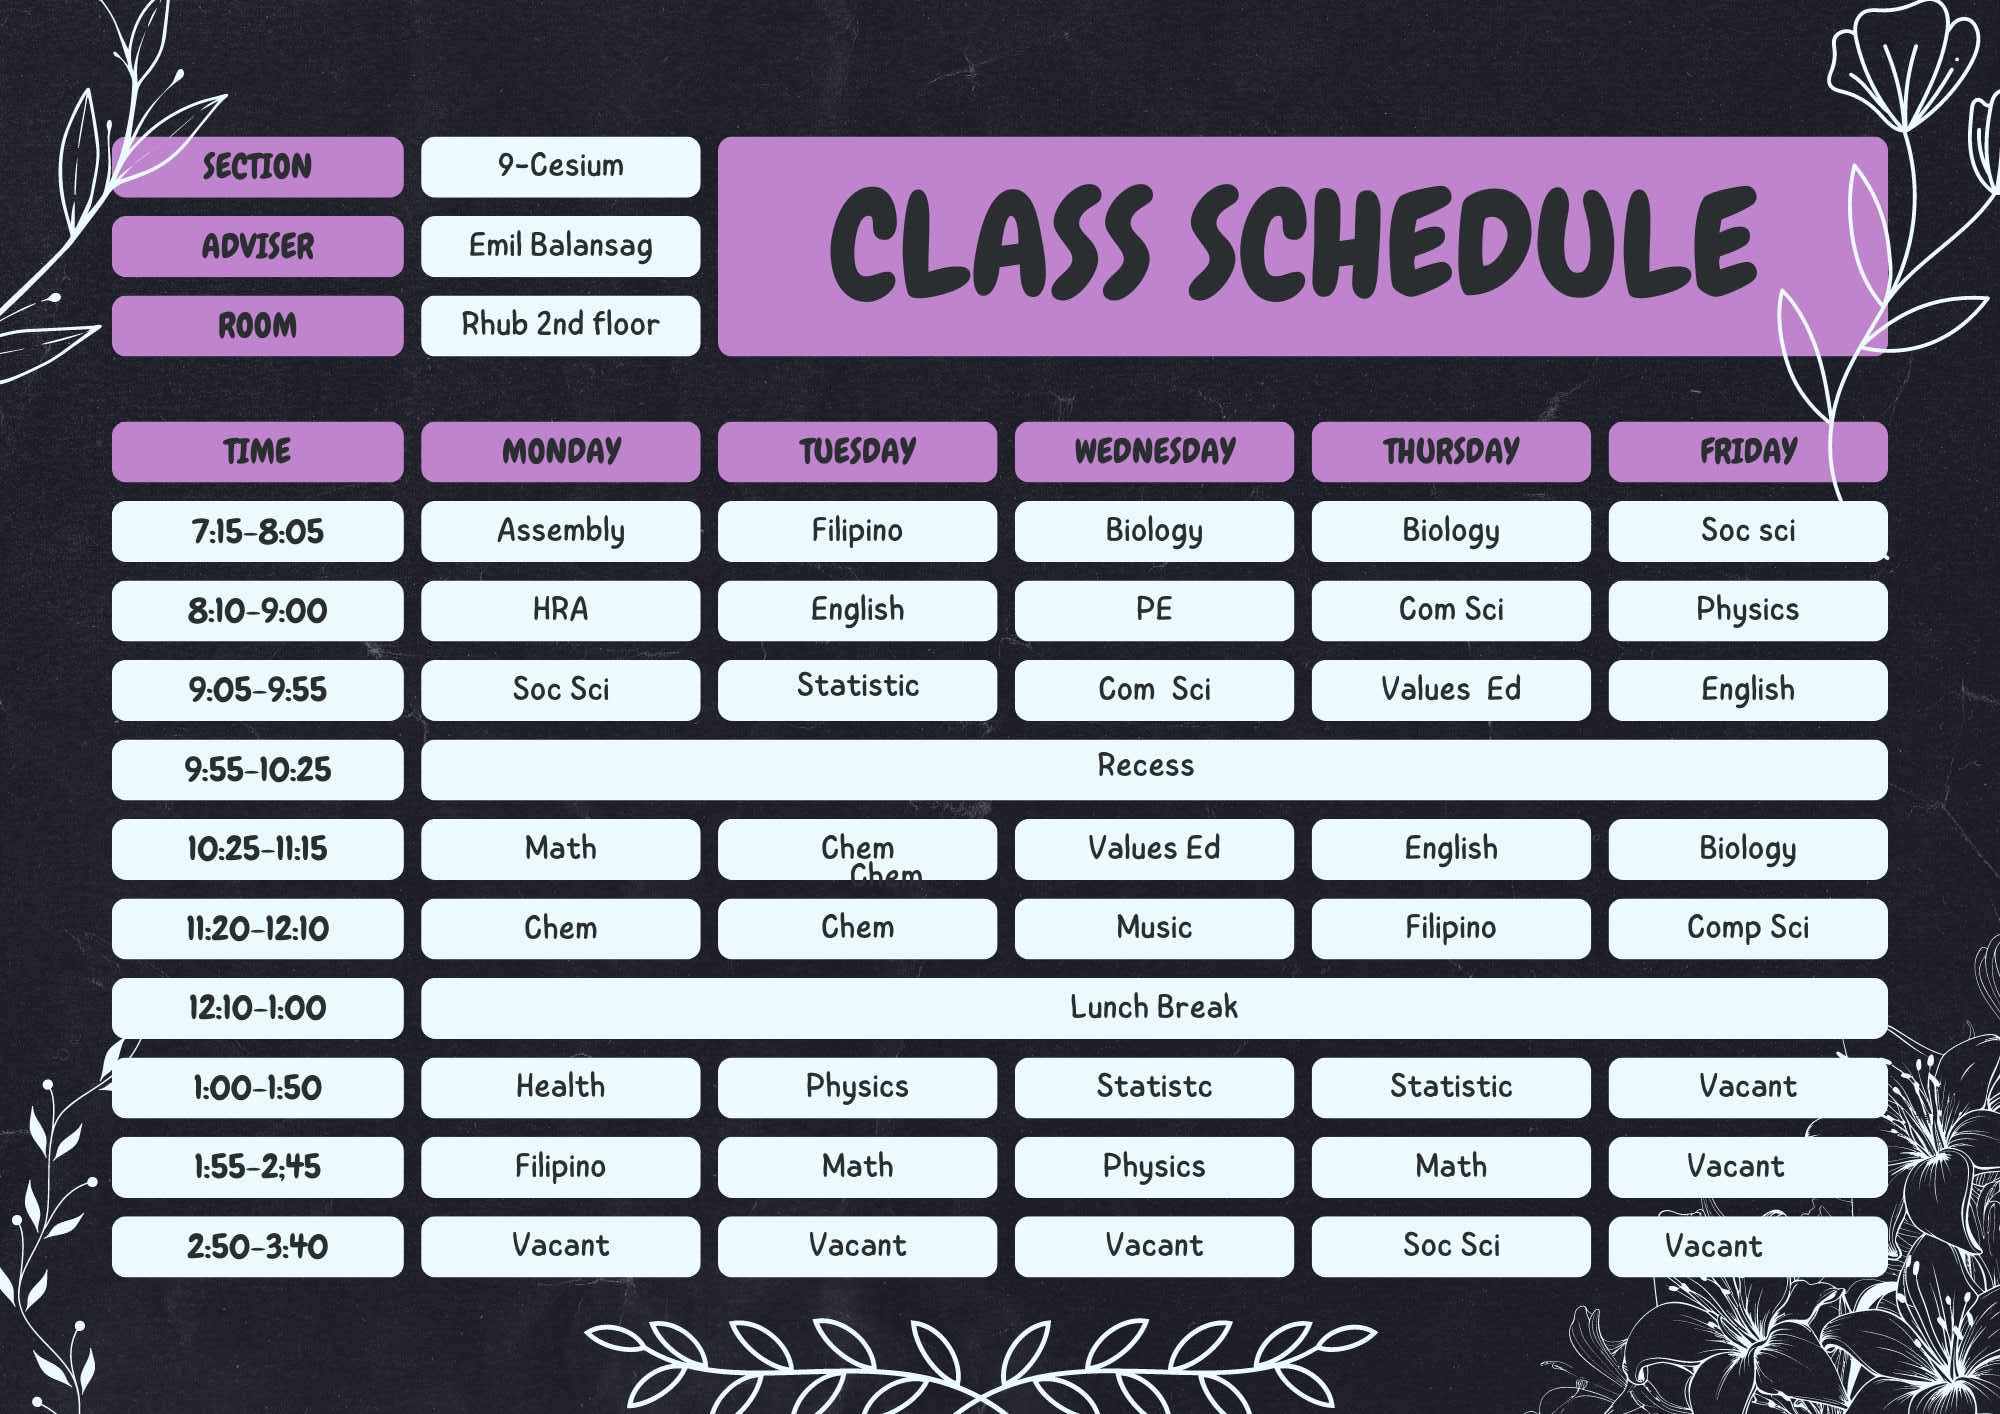 SECTION 9-Cesium
ADVISER Emil Balansag
ROOM Rhub 2nd floor
CLASS SCHEDULE
TIME MONDAY TUESDAY WEDNESDAY THURSDAY FRIDAY
7:15-8:05 Assembly Filipino Biology Biology Soc sci
8:10-9:00 HRA English PE Com Sci Physics
9:05-9:55 Soc Sci Statistic Com Sci Values Ed English
9:55-10:25 Recess
10:25-11:15 Math Chem Values Ed English Biology
Chem
11:20-12:10 Chem Chem Music Filipino Comp Sci
12:10-1:00 Lunch Break
1:00-1:50 Health Physics Statistc Statistic Vacant
1:55-2;45 Filipino Math Physics Math Vacant
2:50-3:40 Vacant Vacant Vacant Soc Sci Vacant